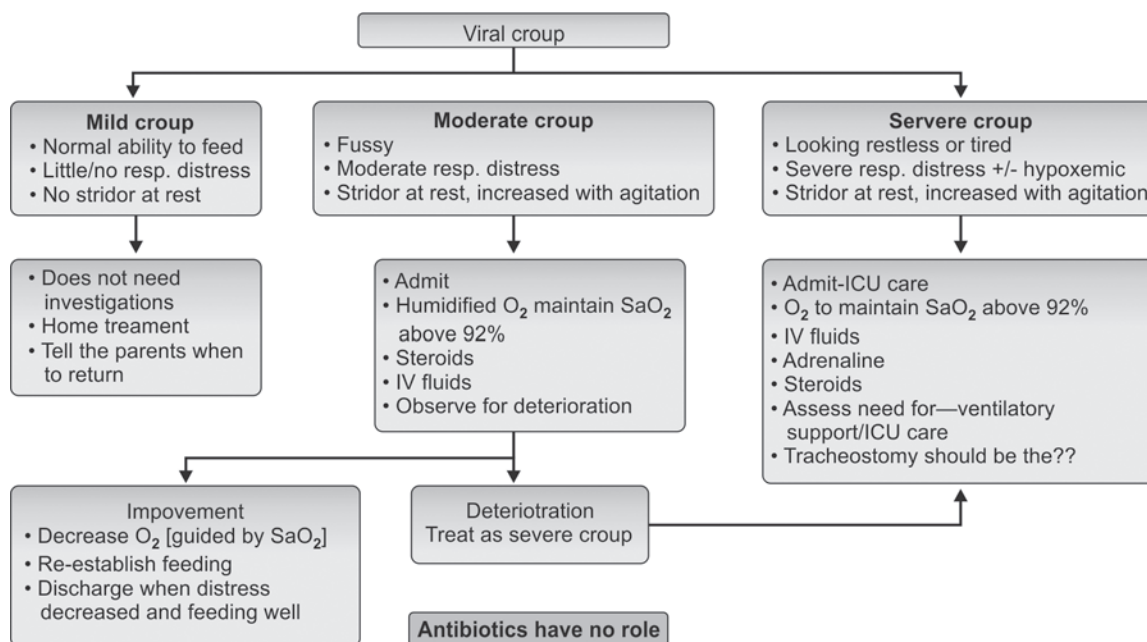 Viral croup
Mild croup
• Normal ability to feed
• Little/no resp. distress
• No stridor at rest
Moderate croup
• Fussy
• Moderate resp. distress
• Stridor at rest, increased with agitation
Servere croup
• Looking restless or tired
• Severe resp. distress +/- hypoxemic
• Stridor at rest, increased with agitation
• Does not need
investigations
• Home treament
• Tell the parents when
to return
• Admit
• Humidified O₂ maintain SaO₂
above 92%
• Steroids
• IV fluids
• Observe for deterioration
• Admit-ICU care
• O₂ to maintain SaO₂ above 92%
• IV fluids
• Adrenaline
• Steroids
• Assess need for—ventilatory
support/ICU care
• Tracheostomy should be the??
Impovement
• Decrease O₂ [guided by SaO₂]
• Re-establish feeding
• Discharge when distress
decreased and feeding well
Deteriotration
Treat as severe croup
Antibiotics have no role